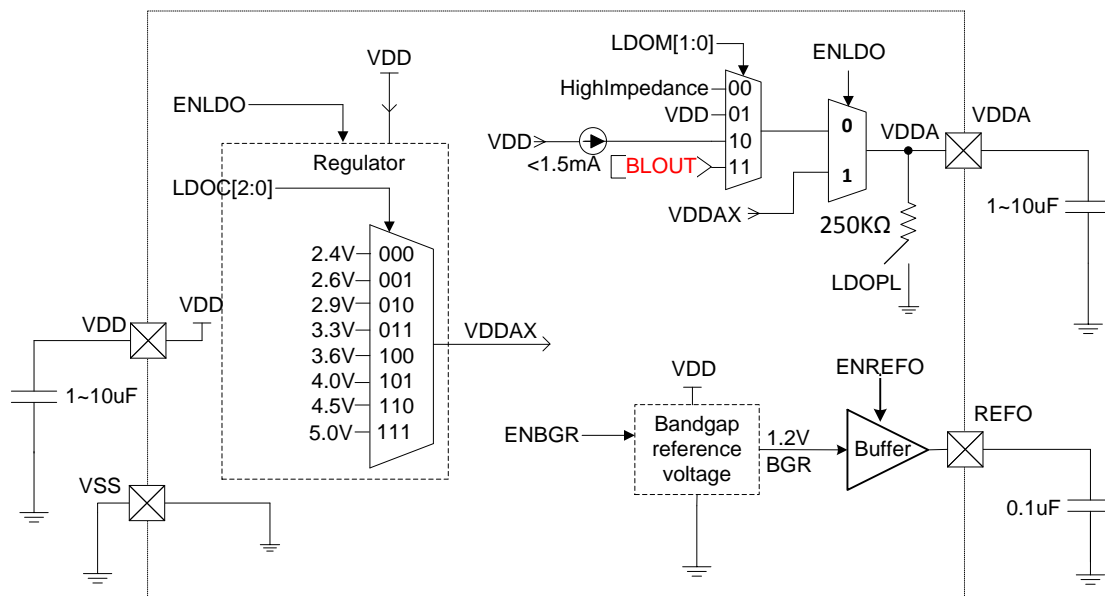 LDOM[1:0]
VDD
ENLDO
ENLDO
HighImpedance
00
VDD
01
VDD
10
<1.5mA
BLOUT
11
0
1
VDDA
VDDA
Regulator
LDOC[2:0]
VDDAX
250KΩ
1~10uF
LDOPL
2.4V
000
2.6V
001
2.9V
010
3.3V
011
3.6V
100
4.0V
101
4.5V
110
5.0V
111
VDDAX
VDD
VDD
1~10uF
VSS
VDD
ENREFO
REFO
ENBGR
Bandgap
reference
voltage
1.2V
BGR
Buffer
0.1uF